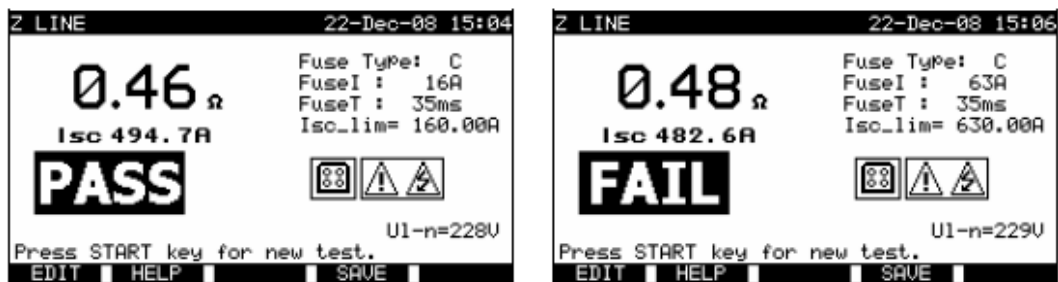 Z LINE 22-Dec-08 15:04
0.46 Ω
Isc 494.7A
PASS
Fuse Type: C
FuseI : 16A
FuseT : 35ms
Isc_lim= 160.00A
Ul-n=228V
Press START key for new test.
EDIT HELP SAVE
Z LINE 22-Dec-08 15:06
0.48 Ω
Isc 482.6A
FAIL
Fuse Type: C
FuseI : 63A
FuseT : 35ms
Isc_lim= 630.00A
Ul-n=229V
Press START key for new test.
EDIT HELP SAVE